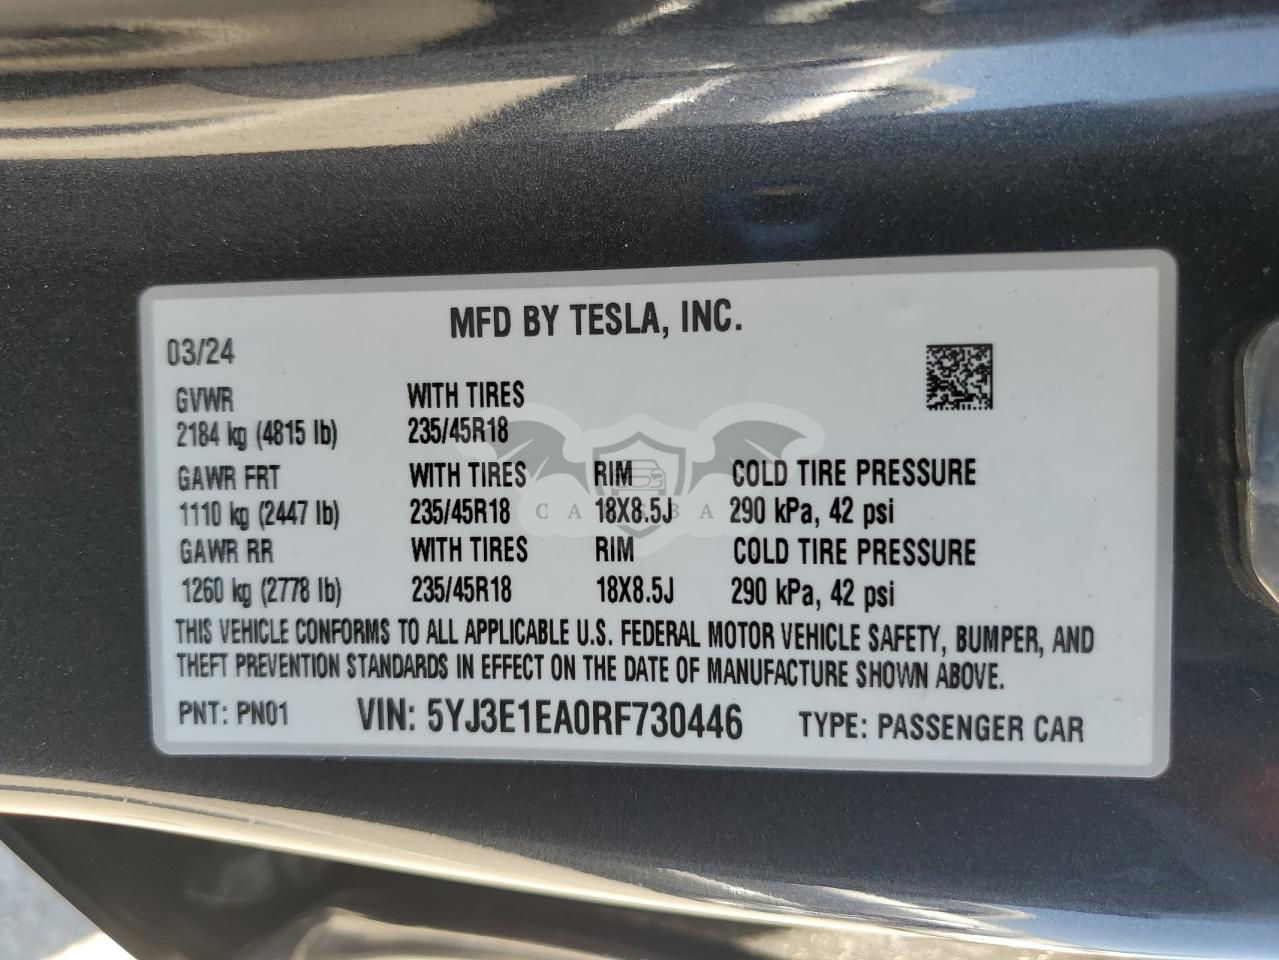 MFD BY TESLA, INC.
03/24
GVWR WITH TIRES
2184 kg (4815 lb) 235/45R18
GAWR FRT WITH TIRES RIM COLD TIRE PRESSURE
1110 kg (2447 lb) 235/45R18 18X8.5J 290 kPa, 42 psi
GAWR RR WITH TIRES RIM COLD TIRE PRESSURE
1260 kg (2778 lb) 235/45R18 18X8.5J 290 kPa, 42 psi
THIS VEHICLE CONFORMS TO ALL APPLICABLE U.S. FEDERAL MOTOR VEHICLE SAFETY, BUMPER, AND
THEFT PREVENTION STANDARDS IN EFFECT ON THE DATE OF MANUFACTURE SHOWN ABOVE.
PNT: PN01 VIN: 5YJ3E1EA0RF730446 TYPE: PASSENGER CAR